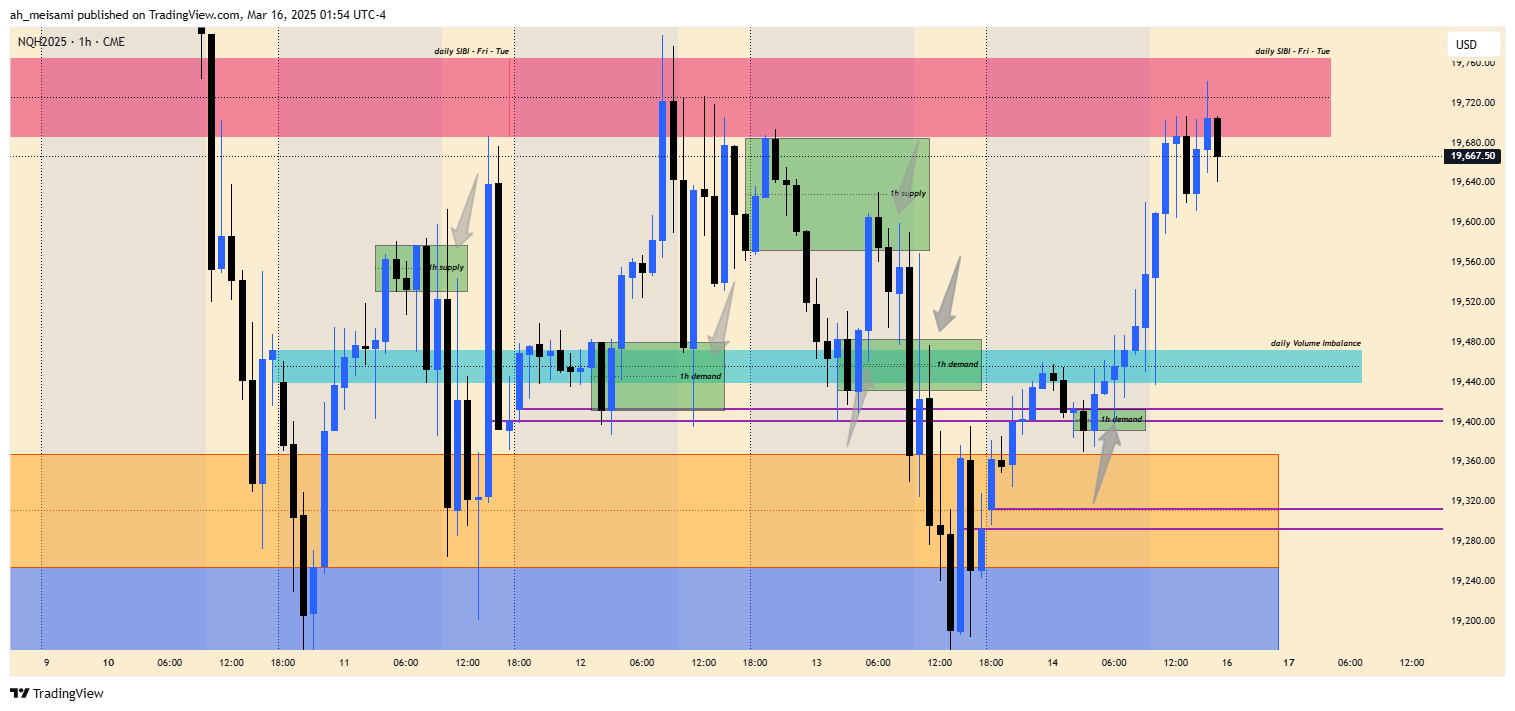 ah_meisami published on TradingView.com, Mar 16, 2025 01:54 UTC-4
NQH2025 · 1h · CME
USD
daily SIBI - Fri - Tue
daily SIBI - Fri - Tue
19,760.00
19,720.00
19,680.00
19,667.50
19,640.00
1h supply
19,600.00
1h supply
19,560.00
19,520.00
19,480.00
daily Volume Imbalance
1h demand
1h demand
19,440.00
1h demand
19,400.00
19,360.00
19,320.00
19,280.00
19,240.00
19,200.00
9 10 06:00 12:00 18:00 11 06:00 12:00 18:00 12 06:00 12:00 18:00 13 06:00 12:00 18:00 14 06:00 12:00 16 17 06:00 12:00
TradingView